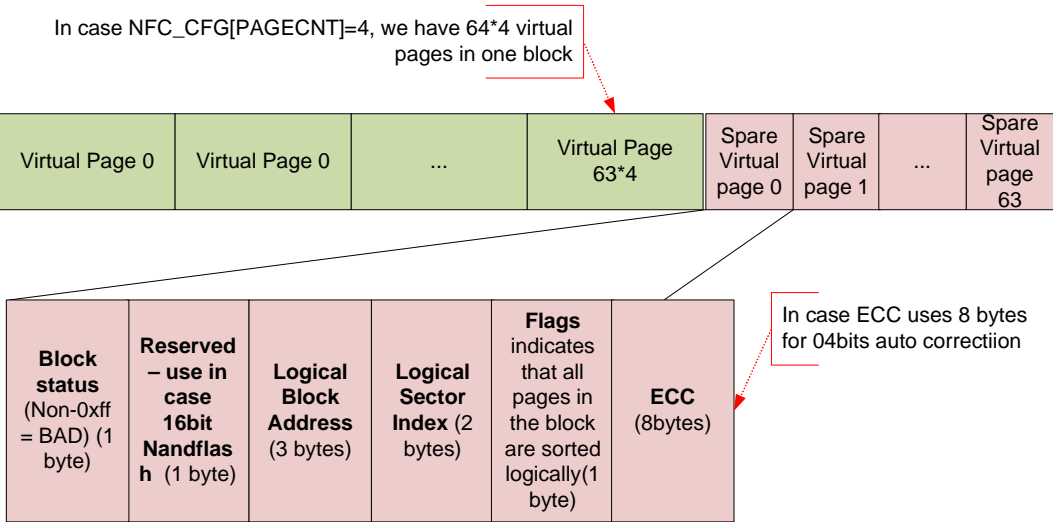 In case NFC_CFG[PAGECNT]=4, we have 64*4 virtual
pages in one block
Virtual Page 0
Virtual Page 0
...
Virtual Page
63*4
Spare
Virtual
page 0
Spare
Virtual
page 1
...
Spare
Virtual
page
63
Block
status
(Non-0xff
= BAD) (1
byte)
Reserved
– use in
case
16bit
Nandflas
h (1 byte)
Logical
Block
Address
(3 bytes)
Logical
Sector
Index (2
bytes)
Flags
indicates
that all
pages in
the block
are sorted
logically(1
byte)
ECC
(8bytes)
In case ECC uses 8 bytes
for 04bits auto correctiion